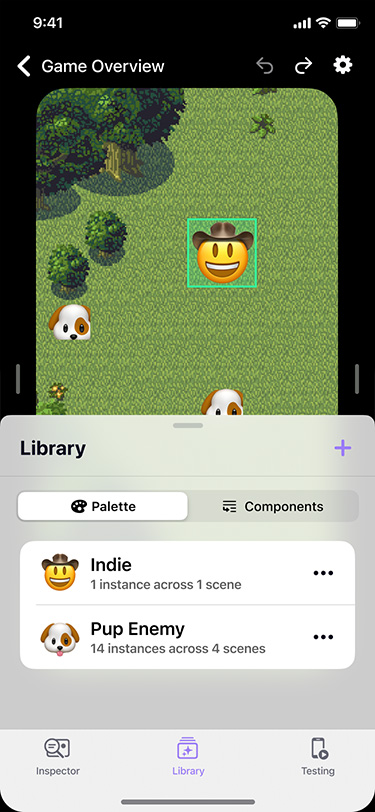 9:41
Game Overview
Library
Palette
Components
Indie
1 instance across 1 scene
Pup Enemy
14 instances across 4 scenes
Inspector
Library
Testing